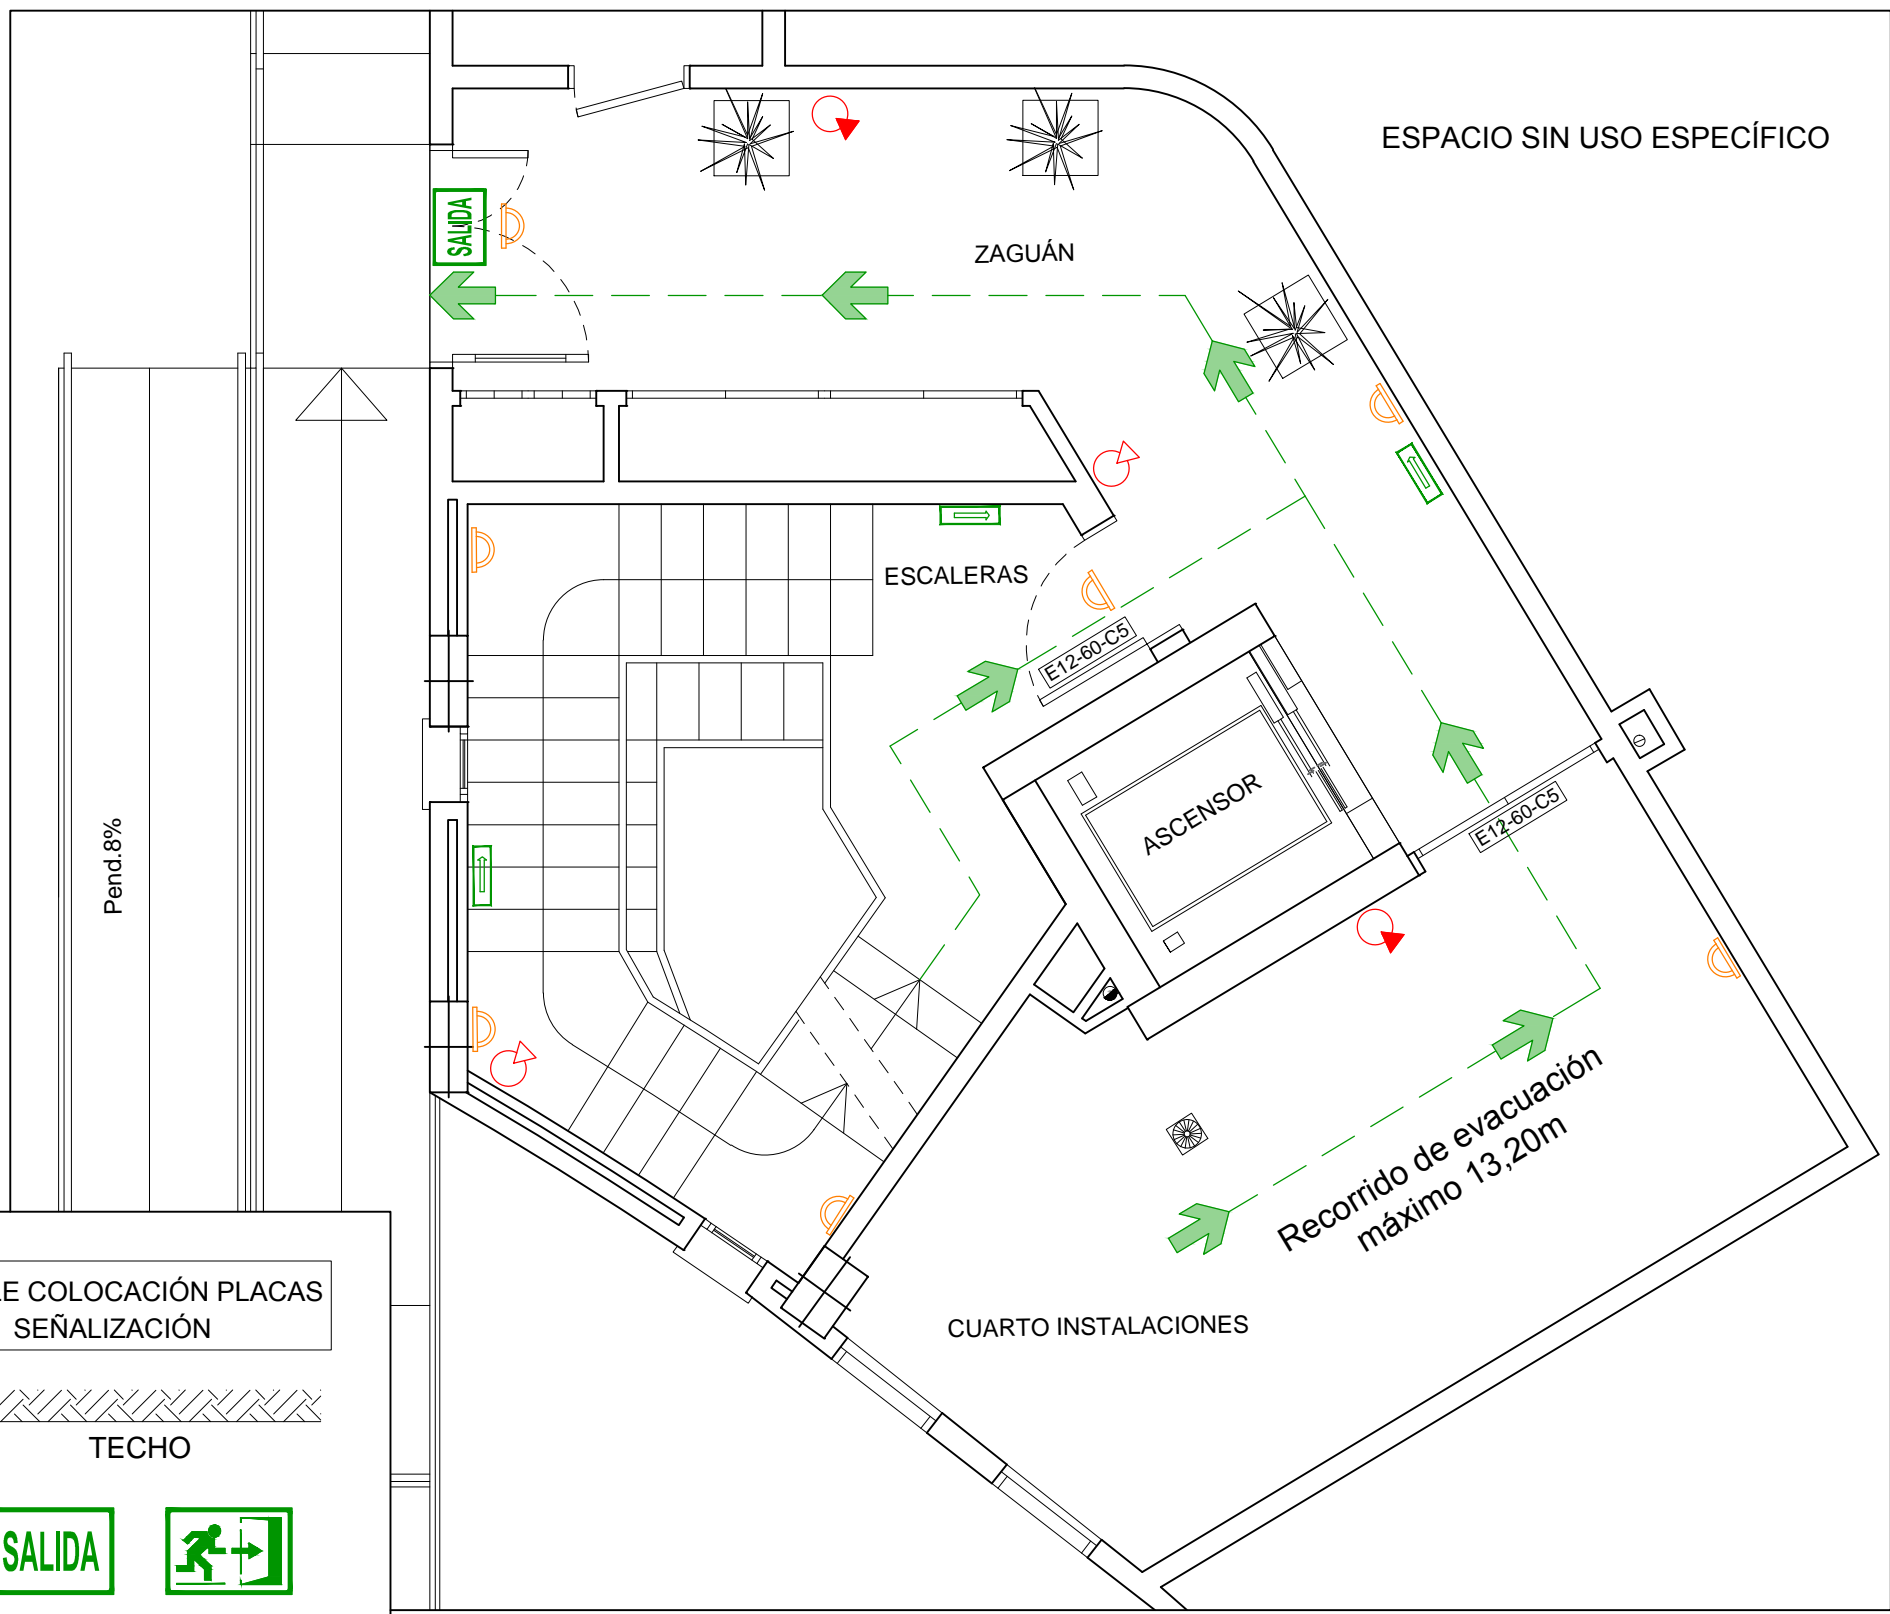 ESPACIO SIN USO ESPECÍFICO
SALIDA
ZAGUÁN
ESCALERAS
E12-60-C5
ASCENSOR
E12-60-C5
Pend.8%
Recorrido de evacuación
máximo 13,20m
CUARTO INSTALACIONES
COLOCACIÓN PLACAS
SEÑALIZACIÓN
TECHO
SALIDA